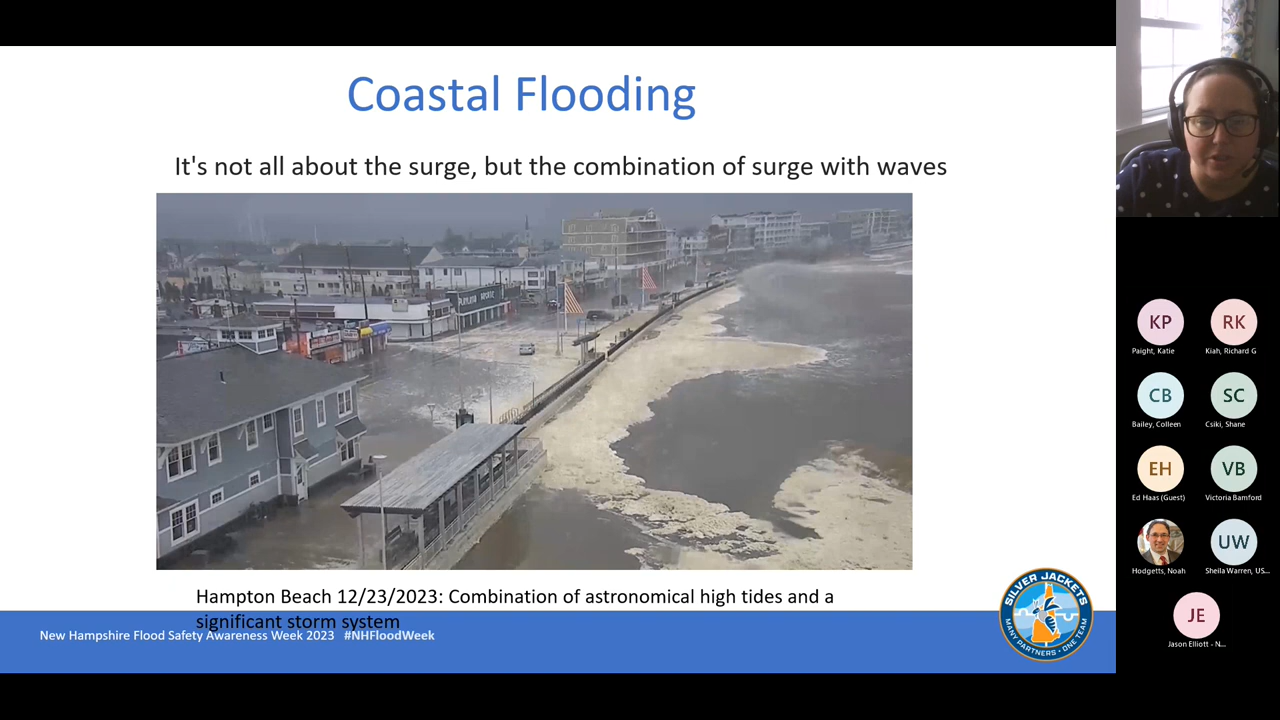 Coastal Flooding
It's not all about the surge, but the combination of surge with waves
PLAYLAND ARCADE
Hampton Beach 12/23/2023: Combination of astronomical high tides and a
significant storm system
New Hampshire Flood Safety Awareness Week 2023 #NHFloodWeek
SILVER JACKETS
MANY PARTNERS • ONE TEAM
KP
RK
Paight, Katie
Kiah, Richard G
CB
SC
Bailey, Colleen
Csiki, Shane
EH
VB
Ed Haas (Guest)
Victoria Bamford
UW
Hodgetts, Noah
Sheila Warren, US...
JE
Jason Elliott - N...